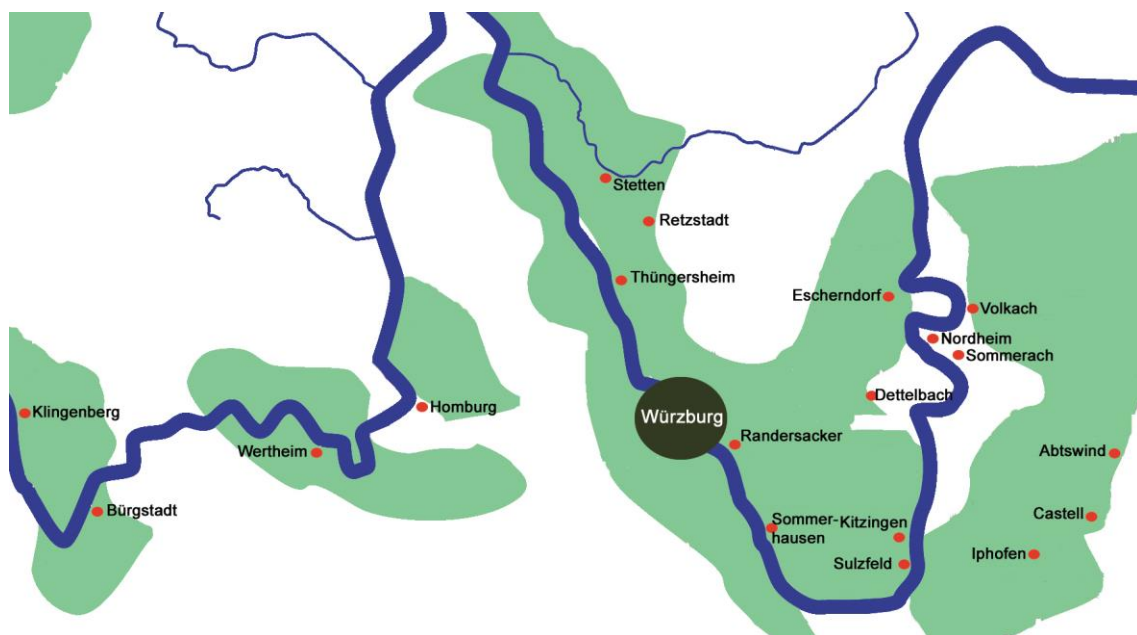 Stetten
Retzstadt
Thüngersheim
Escherndorf
Volkach
Nordheim
Sommerach
Dettelbach
Klingenberg
Homburg
Würzburg
Randersacker
Wertheim
Abtswind
Bürgstadt
Castell
Sommer-
hausen
Kitzingen
Iphofen
Sulzfeld